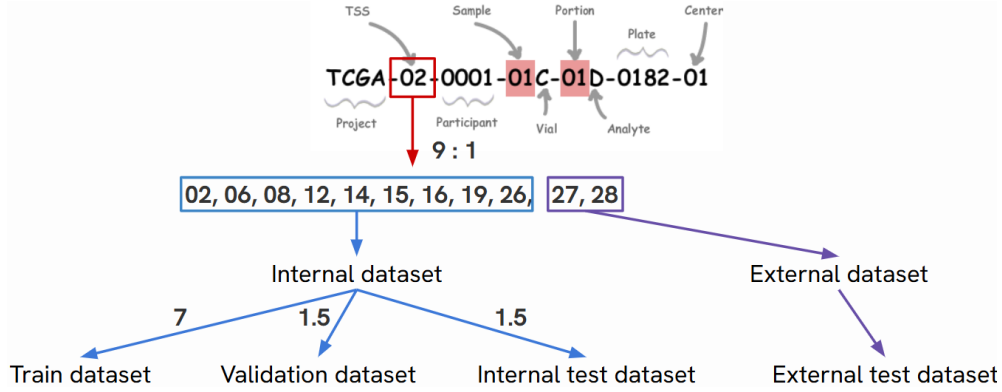 TSS Sample Portion Center
Plate
TCGA-02-0001-01C-01D-0182-01
Project Participant Vial Analyte
9 : 1
02, 06, 08, 12, 14, 15, 16, 19, 26, 27, 28
Internal dataset External dataset
7 1.5 1.5
Train dataset Validation dataset Internal test dataset External test dataset